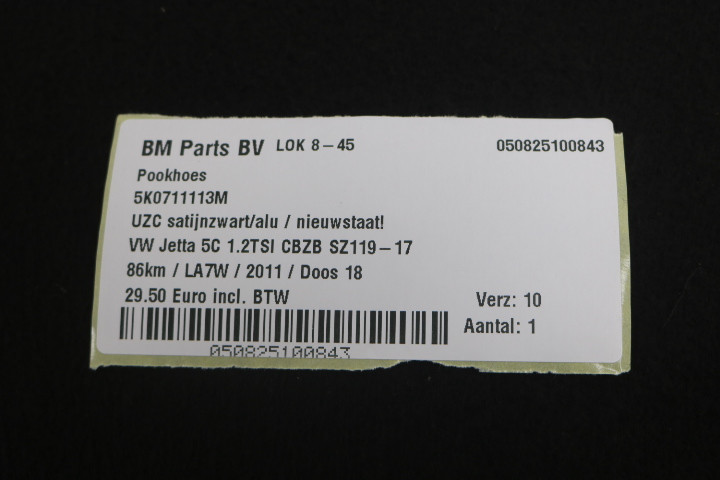 BM Parts BV LOK 8-45 050825100843
Pookhoes
5K0711113M
UZC satijnzwart/alu / nieuwstaat!
VW Jetta 5C 1.2TSI CBZB SZ119-17
86km / LA7W / 2011 / Doos 18
29.50 Euro incl. BTW Verz: 10
Aantal: 1
050825100843